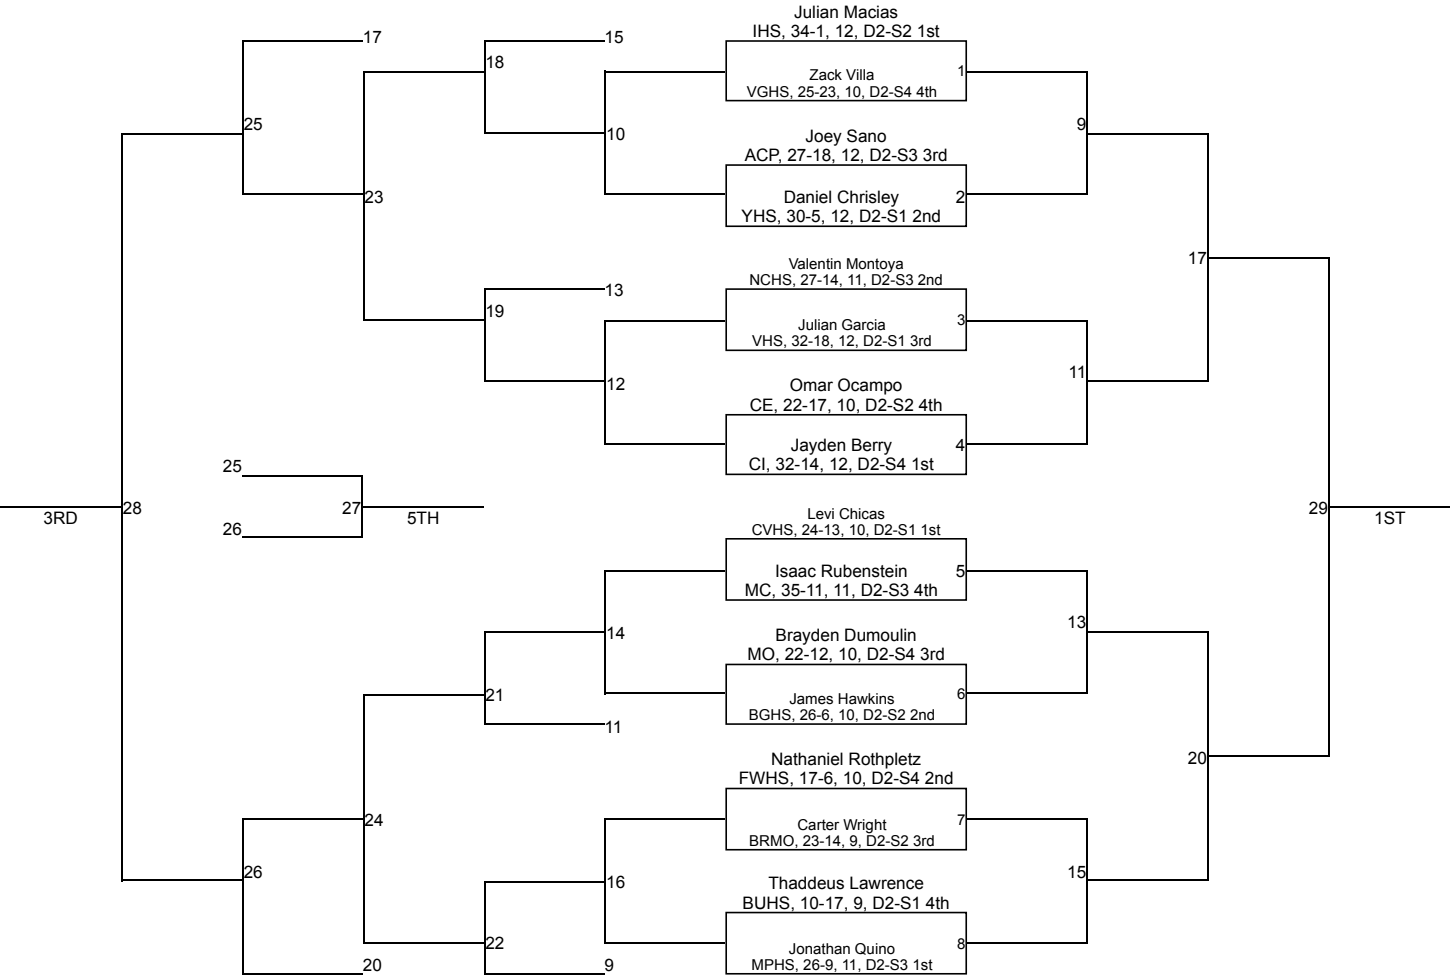 Julian Macias
IHS, 34-1, 12, D2-S2 1st
17
15
18
Zack Villa
VGHS, 25-23, 10, D2-S4 4th
1
25
10
9
Joey Sano
ACP, 27-18, 12, D2-S3 3rd
23
Daniel Chrisley
YHS, 30-5, 12, D2-S1 2nd
2
17
Valentin Montoya
NCHS, 27-14, 11, D2-S3 2nd
13
19
Julian Garcia
VHS, 32-18, 12, D2-S1 3rd
3
11
12
Omar Ocampo
CE, 22-17, 10, D2-S2 4th
Jayden Berry
CI, 32-14, 12, D2-S4 1st
4
25
28
3RD
27
5TH
26
29
1ST
Levi Chicas
CVHS, 24-13, 10, D2-S1 1st
Isaac Rubenstein
MC, 35-11, 11, D2-S3 4th
5
14
13
Brayden Dumoulin
MO, 22-12, 10, D2-S4 3rd
21
James Hawkins
BGHS, 26-6, 10, D2-S2 2nd
6
11
20
Nathaniel Rothpletz
FWHS, 17-6, 10, D2-S4 2nd
24
Carter Wright
BRMO, 23-14, 9, D2-S2 3rd
7
26
16
15
Thaddeus Lawrence
BUHS, 10-17, 9, D2-S1 4th
22
Jonathan Quino
MPHS, 26-9, 11, D2-S3 1st
8
20
9